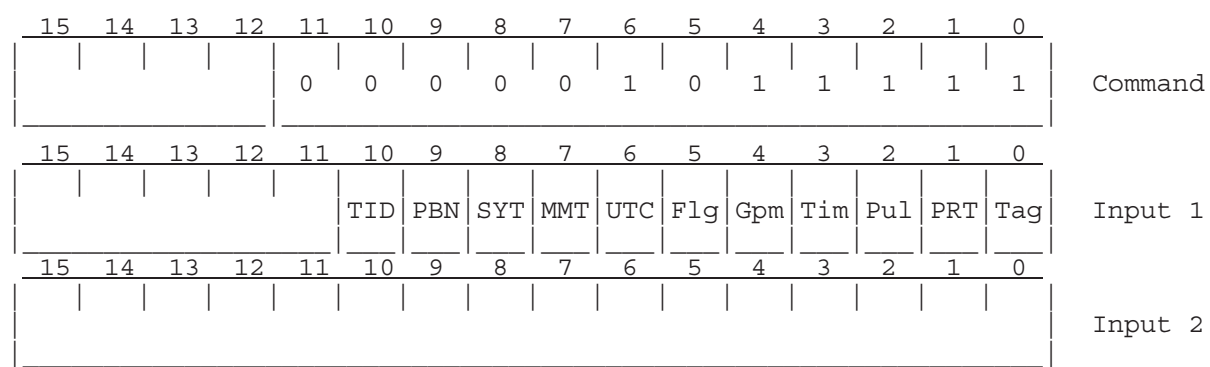 15 14 13 12 11 10 9 8 7 6 5 4 3 2 1 0
0 0 0 0 0 1 0 1 1 1 1 1 Command
15 14 13 12 11 10 9 8 7 6 5 4 3 2 1 0
TID PBN SYT MMT UTC Flg Gpm Tim Pul PRT Tag Input 1
15 14 13 12 11 10 9 8 7 6 5 4 3 2 1 0
Input 2